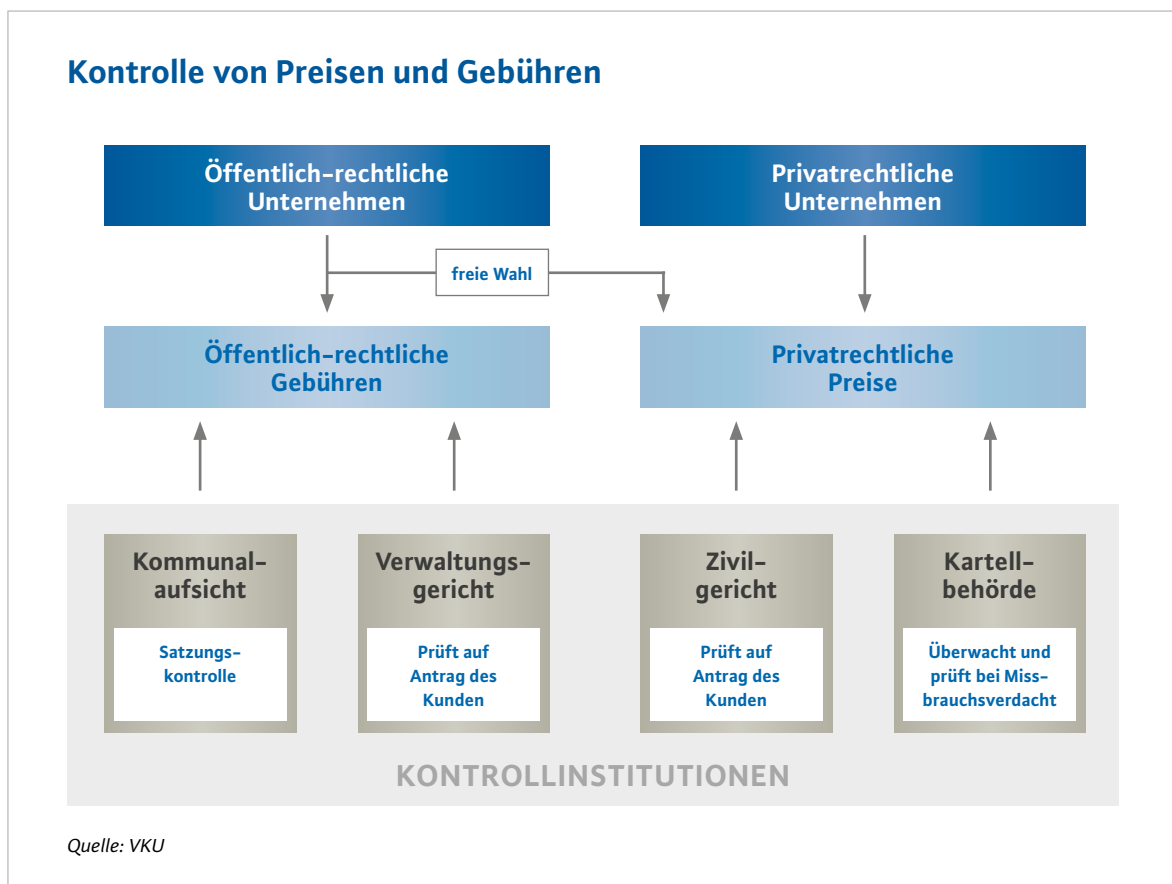 Kontrolle von Preisen und Gebühren
Öffentlich-rechtliche
Unternehmen
Privatrechtliche
Unternehmen
freie Wahl
Öffentlich-rechtliche
Gebühren
Privatrechtliche
Preise
Kommunal-
aufsicht
Satzungs-
kontrolle
Verwaltungs-
gericht
Prüft auf
Antrag des
Kunden
Zivil-
gericht
Prüft auf
Antrag des
Kunden
Kartell-
behörde
Überwacht und
prüft bei Miss-
brauchsverdacht
KONTROLLINSTITUTIONEN
Quelle: VKU